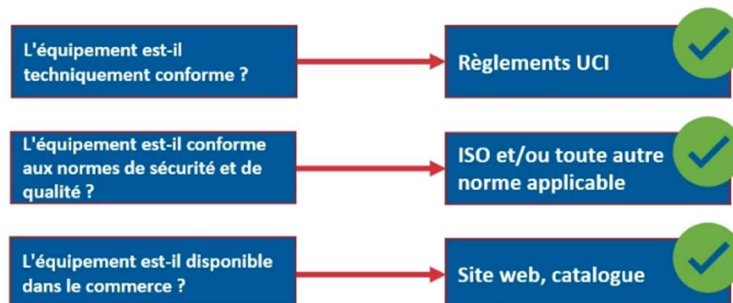 L'équipement est-il
techniquement conforme ?
Règlements UCI
L'équipement est-il conforme
aux normes de sécurité et de
qualité ?
ISO et/ou toute autre
norme applicable
L'équipement est-il disponible
dans le commerce ?
Site web, catalogue